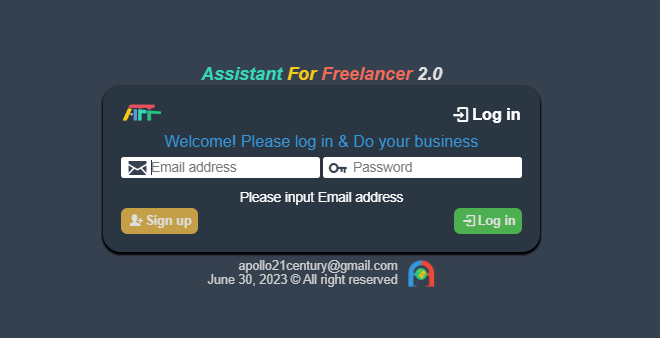 Assistant For Freelancer 2.0
AFF
Log in
Welcome! Please log in & Do your business
Email address
Password
Please input Email address
Sign up
Log in
apollo21century@gmail.com
June 30, 2023 © All right reserved